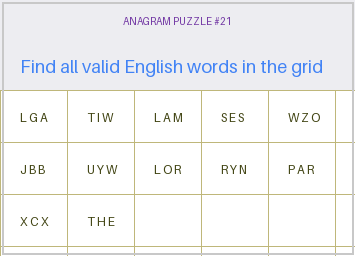 ANAGRAM PUZZLE #21
Find all valid English words in the grid
LGA TIW LAM SES WZO
JBB UYW LOR RYN PAR
XCX THE